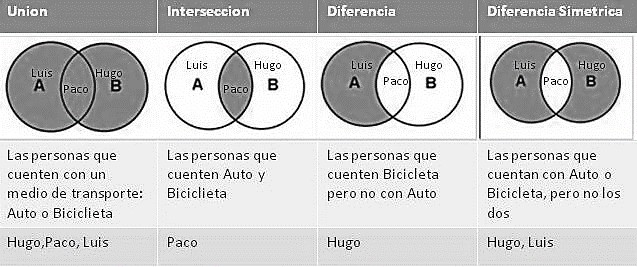 Union Interseccion Diferencia Diferencia Simetrica
Luis Hugo
A Paco B
Luis Hugo
A Paco B
Luis Hugo
A Paco B
Luis Hugo
A Paco B
Las personas que
cuenten con un
medio de transporte:
Auto o Biciclieta
Las personas que
cuenten Auto y
Biciclieta
Las personas que
cuenten Bicicleta
pero no con Auto
Las personas que
cuentan con Auto o
Bicicleta, pero no los
dos
Hugo,Paco, Luis Paco Hugo Hugo, Luis